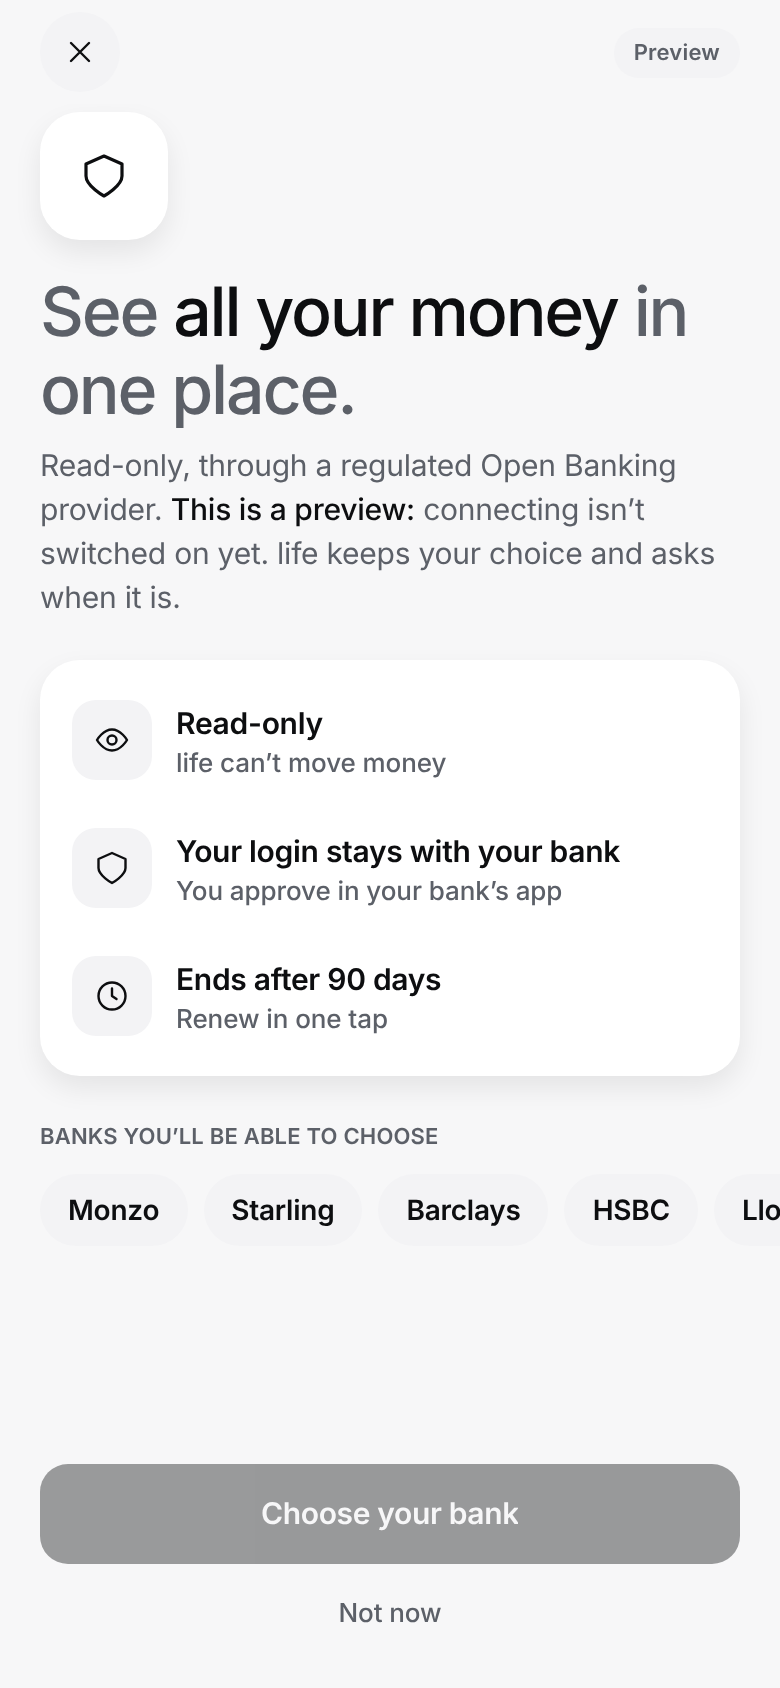 Preview
See all your money in
one place.
Read-only, through a regulated Open Banking
provider. This is a preview: connecting isn’t
switched on yet. life keeps your choice and asks
when it is.
Read-only
life can’t move money
Your login stays with your bank
You approve in your bank’s app
Ends after 90 days
Renew in one tap
BANKS YOU’LL BE ABLE TO CHOOSE
Monzo Starling Barclays HSBC Llo
Choose your bank
Not now